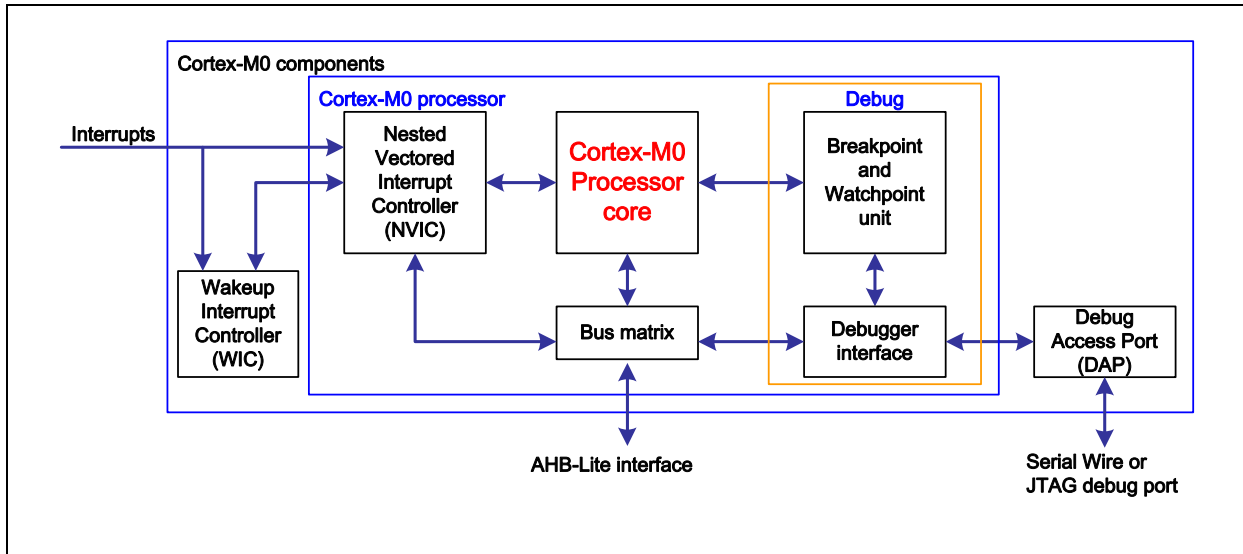 Cortex-M0 components
Cortex-M0 processor
Debug
Interrupts
Nested
Vectored
Interrupt
Controller
(NVIC)
Cortex-M0
Processor
core
Breakpoint
and
Watchpoint
unit
Wakeup
Interrupt
Controller
(WIC)
Bus matrix
Debugger
interface
Debug
Access Port
(DAP)
AHB-Lite interface
Serial Wire or
JTAG debug port